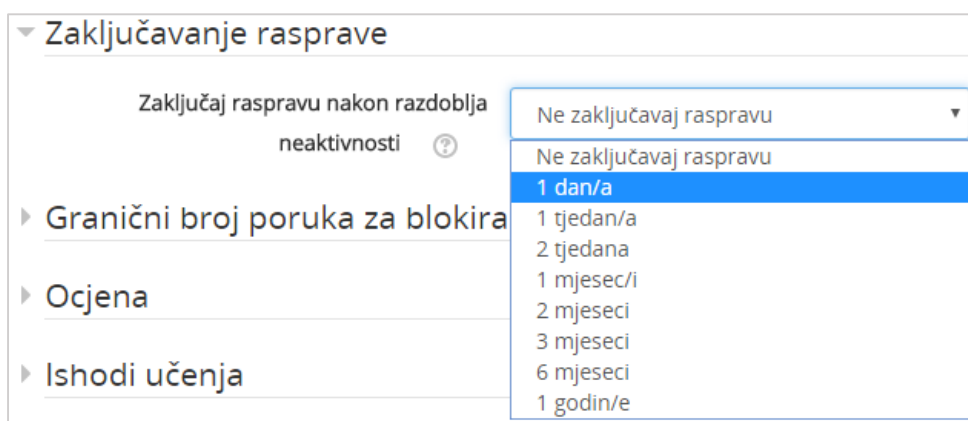 Zaključavanje rasprave
Zaključaj raspravu nakon razdoblja
neaktivnosti
Ne zaključavaj raspravu
Ne zaključavaj raspravu
1 dan/a
1 tjedan/a
2 tjedana
1 mjesec/i
2 mjeseci
3 mjeseci
6 mjeseci
1 godin/e
Granični broj poruka za blokira
Ocjena
Ishodi učenja